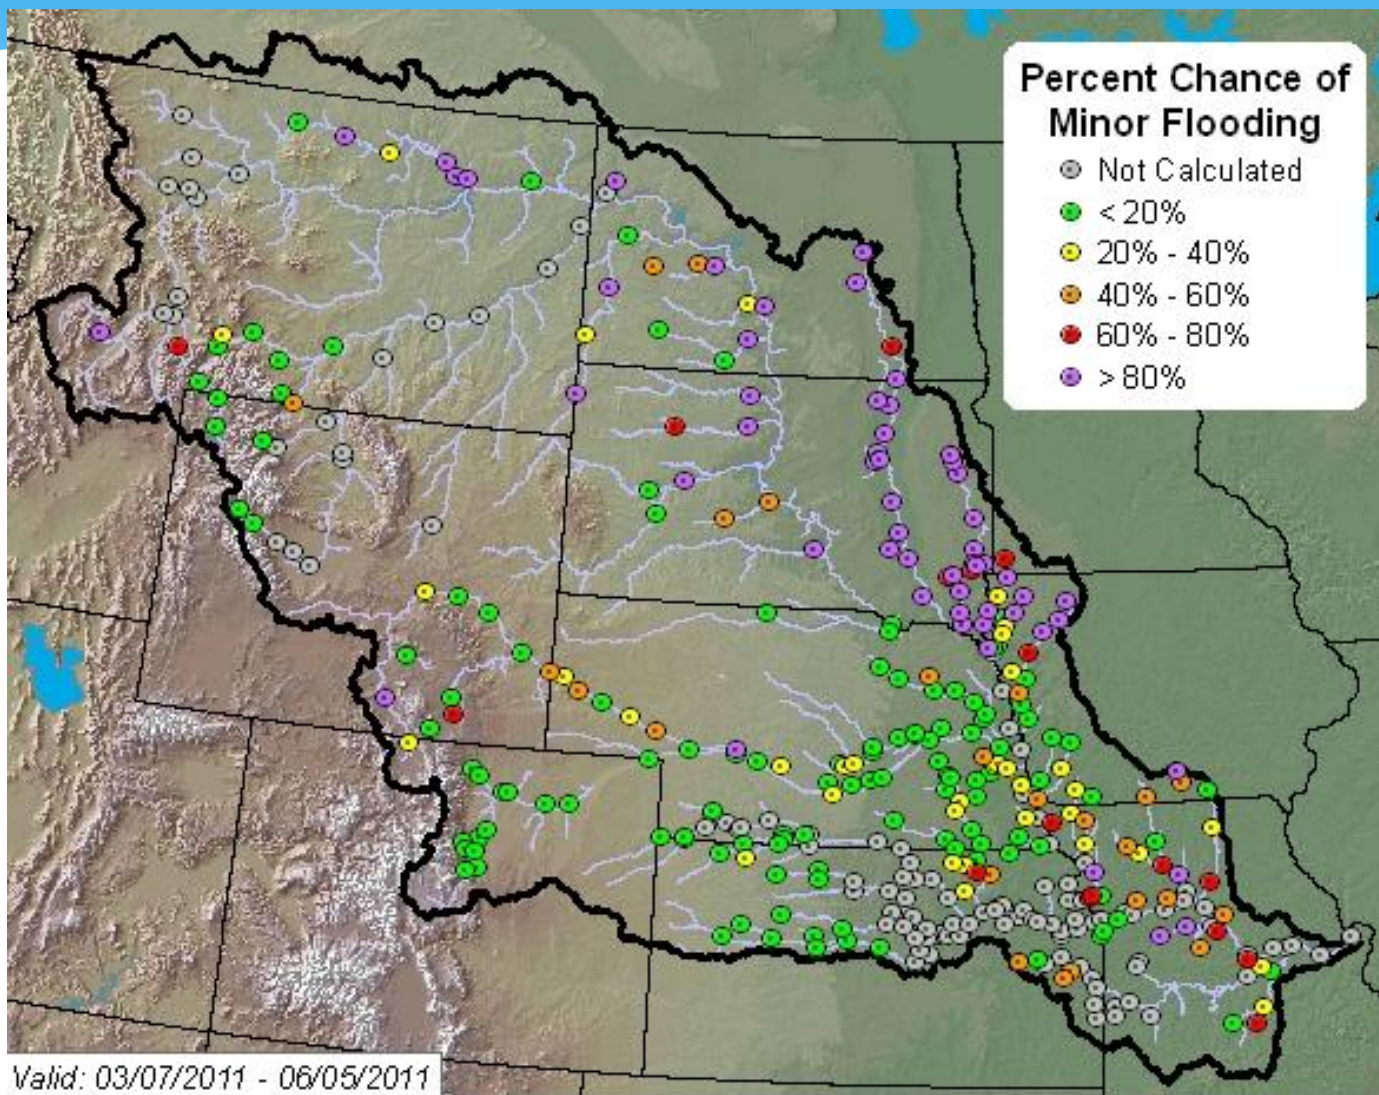 Percent Chance of
Minor Flooding
Not Calculated
< 20%
20% - 40%
40% - 60%
60% - 80%
> 80%
Valid: 03/07/2011 - 06/05/2011